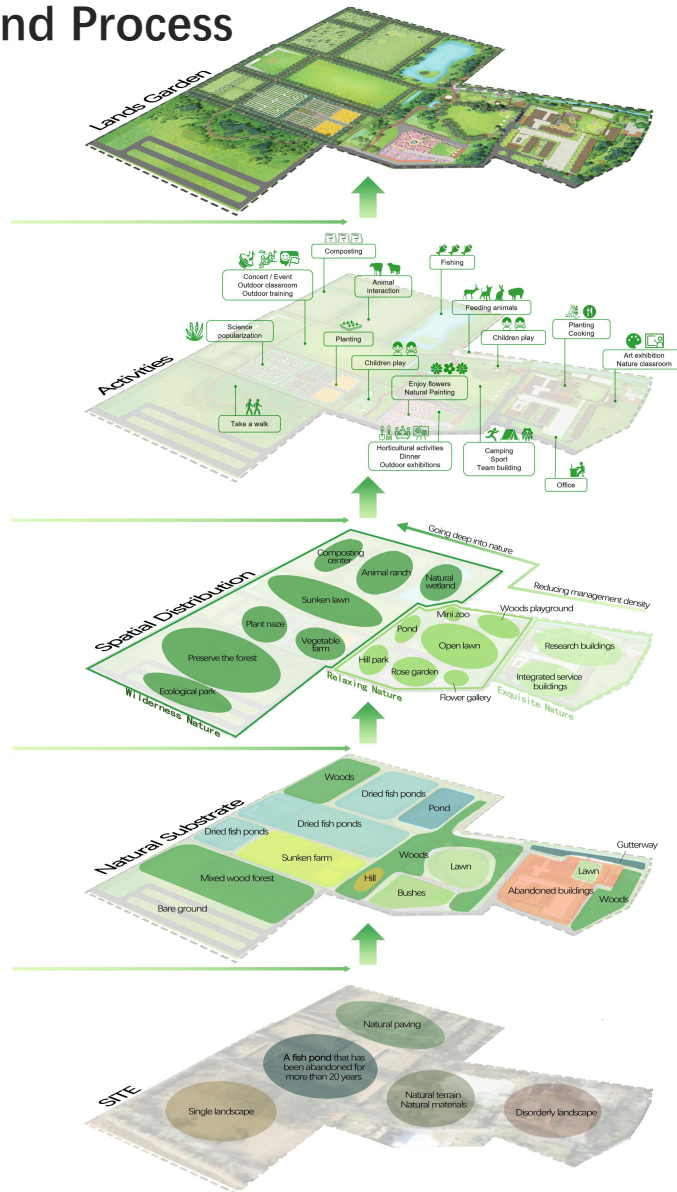 nd Process
Lands Garden
Composting
Fishing
Concert / Event
Outdoor classroom
Outdoor training
Animal
interaction
Feeding animals
Science
popularization
Planting
Children play
Planting
Cooking
Art exhibition
Nature classroom
Activities
Children play
Enjoy flowers
Natural Painting
Take a walk
Horticultural activities
Dinner
Outdoor exhibitions
Camping
Sport
Team building
Office
Going deep into nature
Reducing management density
Spatial Distribution
Composting
center
Animal ranch
Natural
wetland
Sunken lawn
Mini zoo
Woods playground
Plant naze
Pond
Vegetable
farm
Open lawn
Research buildings
Preserve the forest
Hill park
Rose garden
Integrated service
buildings
Ecological park
Flower gallery
Wilderness Nature
Relaxing Nature
Exquisite Nature
Natural Substrate
Woods
Dried fish ponds
Pond
Dried fish ponds
Dried fish ponds
Gutterway
Sunken farm
Woods
Lawn
Lawn
Mixed wood forest
Hill
Bushes
Abandoned buildings
Woods
Bare ground
SITE
Natural paving
A fish pond that has
been abandoned for
more than 20 years
Natural terrain
Natural materials
Single landscape
Disorderly landscape